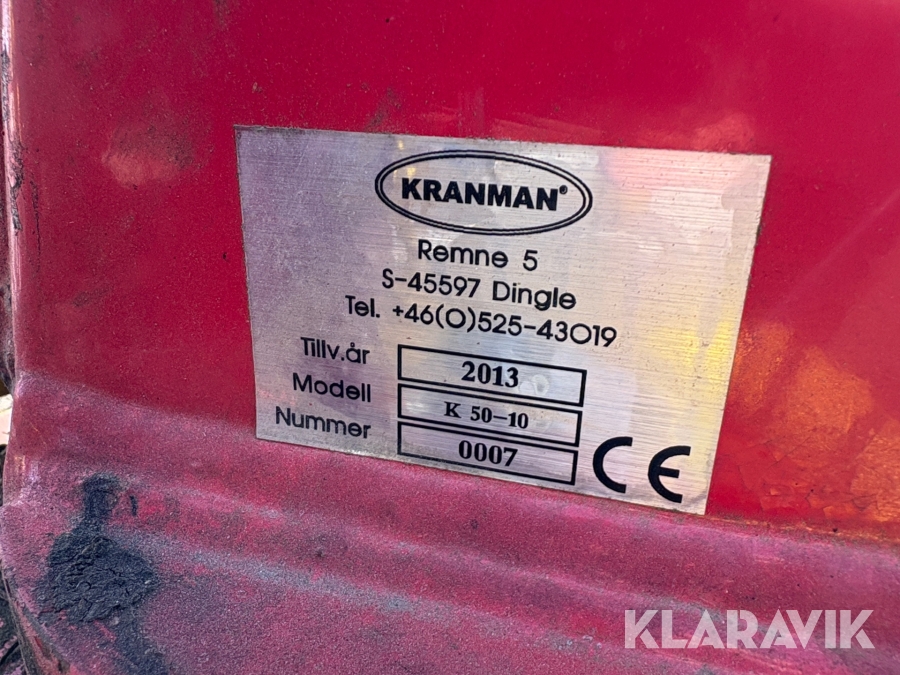 KRANMAN®
Remne 5
S-45597 Dingle
Tel. +46(0)525-43019
Tillv.år 2013
Modell K 50-10
Nummer 0007
CE
KLARAVIK